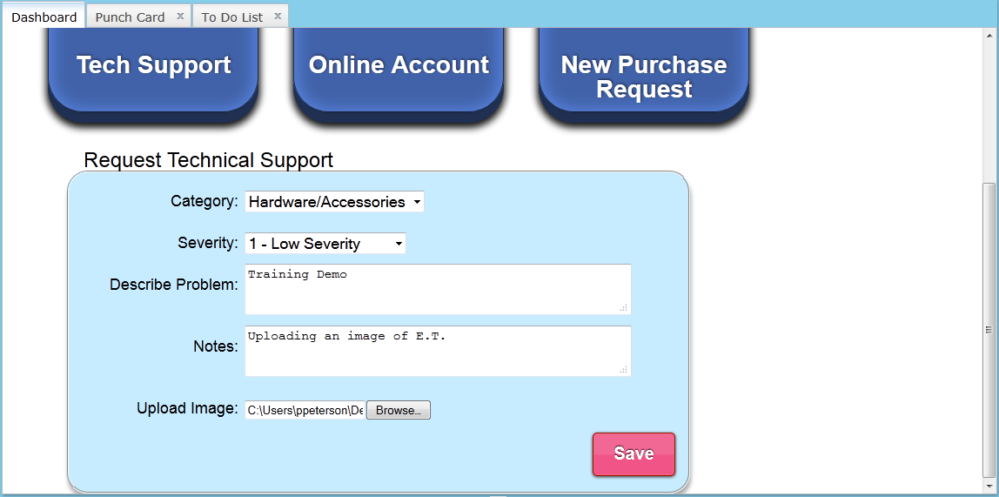 Dashboard Punch Card x To Do List x
Tech Support Online Account New Purchase
Request
Request Technical Support
Category: Hardware/Accessories
Severity: 1 - Low Severity
Describe Problem: Training Demo
Notes: Uploading an image of E.T.
Upload Image: C:\Users\ppeterson\De Browse...
Save